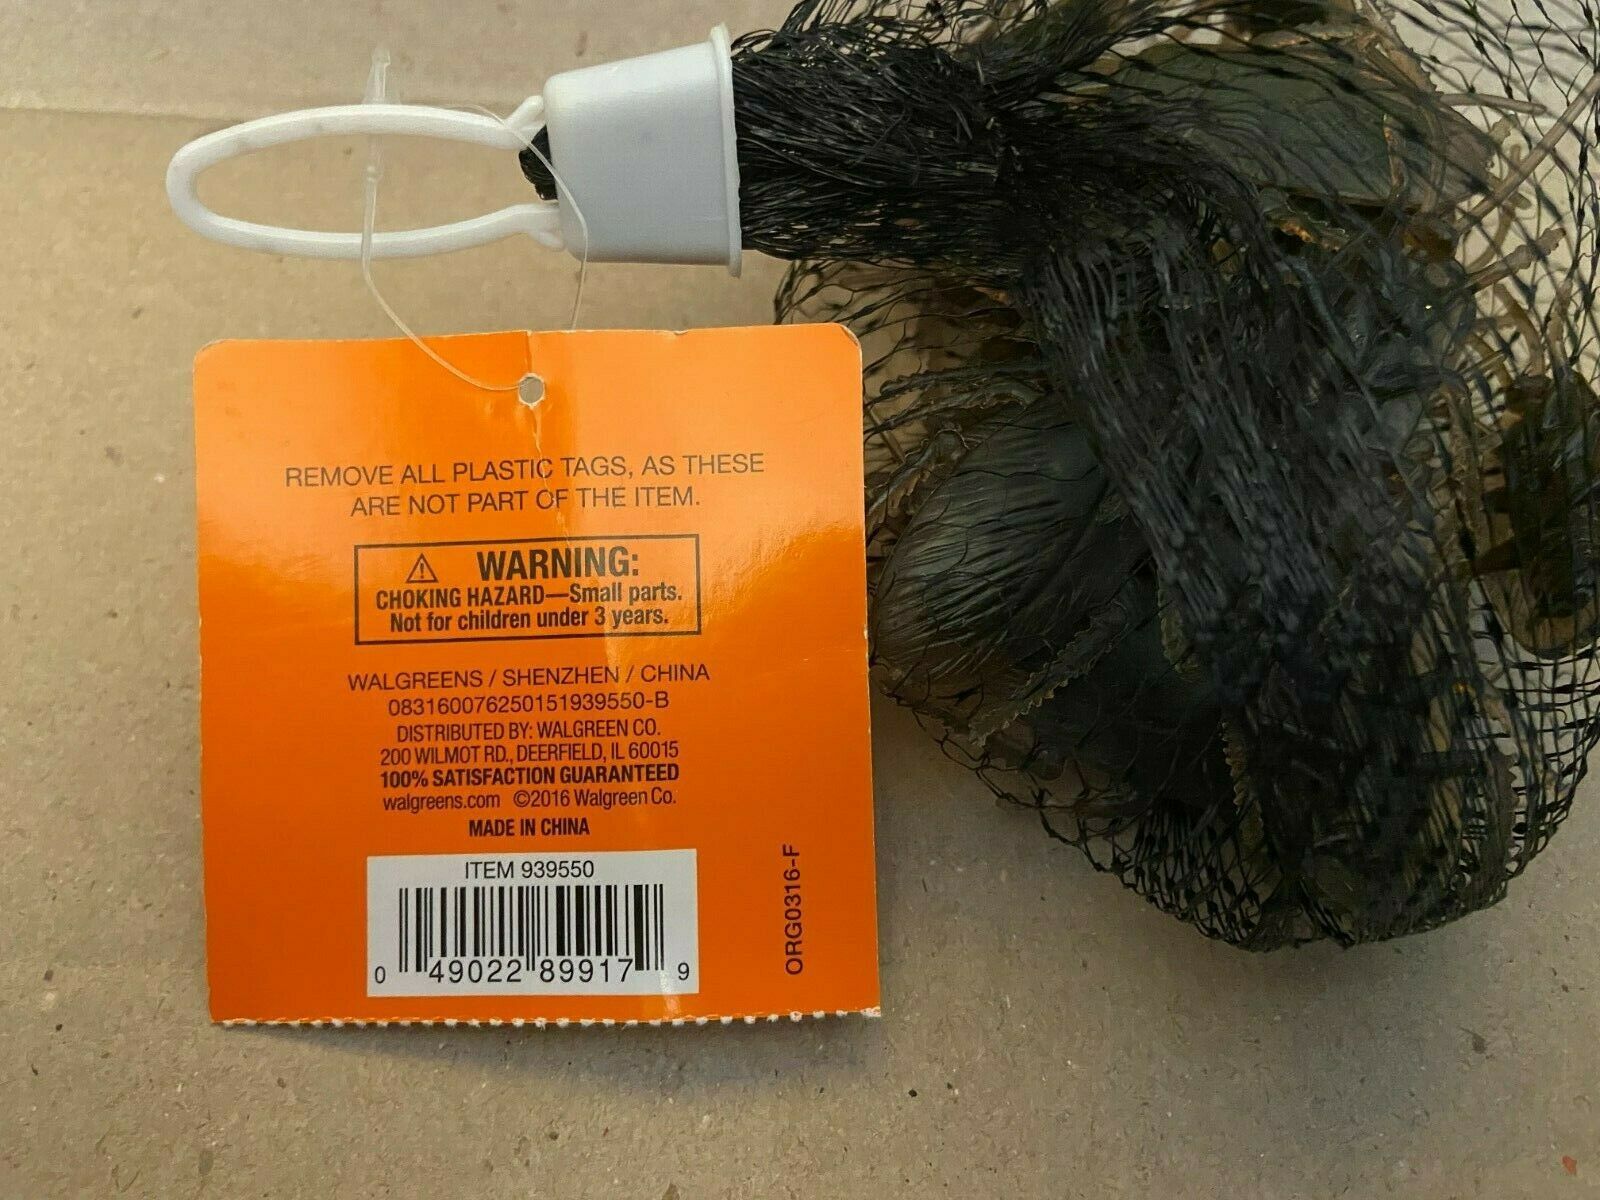 REMOVE ALL PLASTIC TAGS, AS THESE
ARE NOT PART OF THE ITEM.
⚠ WARNING:
CHOKING HAZARD—Small parts.
Not for children under 3 years.
WALGREENS / SHENZHEN / CHINA
083160076250151939550-B
DISTRIBUTED BY: WALGREEN CO.
200 WILMOT RD., DEERFIELD, IL 60015
100% SATISFACTION GUARANTEED
walgreens.com ©2016 Walgreen Co.
MADE IN CHINA
ITEM 939550
0 49022 89917 9
ORG0316-F